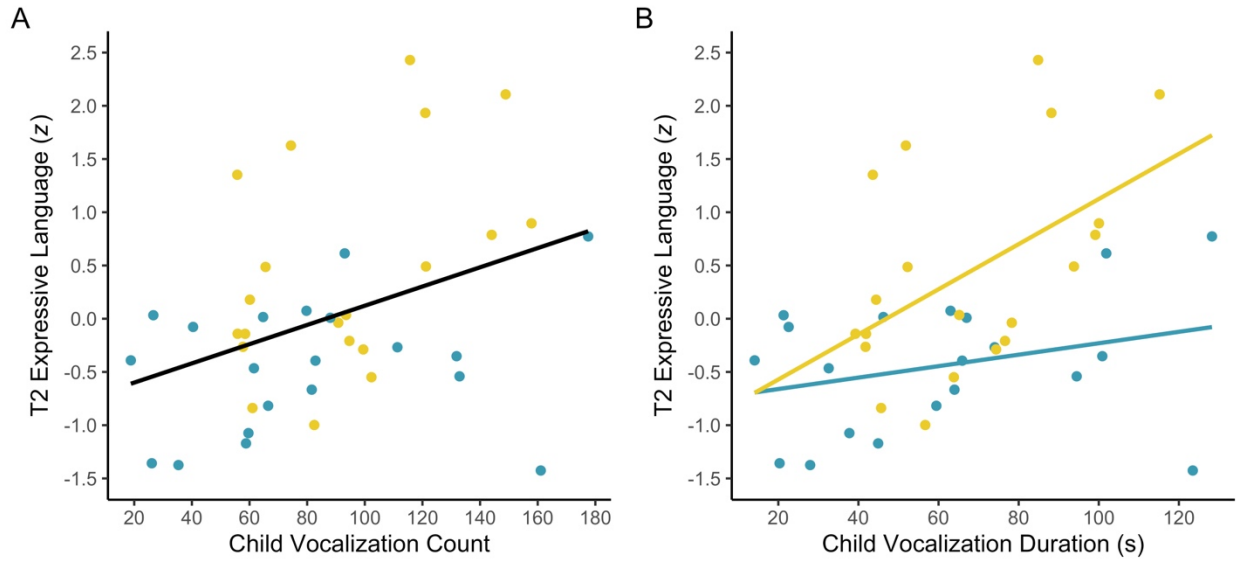 A
T2 Expressive Language (z)
2.5
2.0
1.5
1.0
0.5
0.0
-0.5
-1.0
-1.5
20 40 60 80 100 120 140 160 180
Child Vocalization Count
B
T2 Expressive Language (z)
2.5
2.0
1.5
1.0
0.5
0.0
-0.5
-1.0
-1.5
20 40 60 80 100 120
Child Vocalization Duration (s)